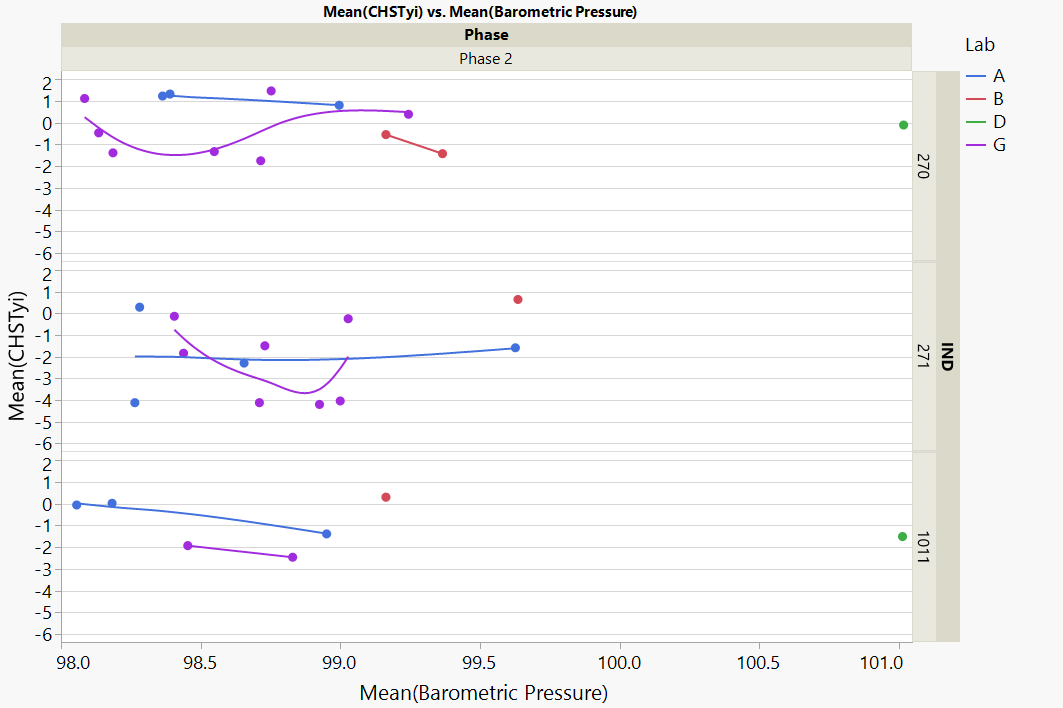 Mean(CHSTyi) vs. Mean(Barometric Pressure)
Phase
Phase 2
Lab
A
B
D
G
Mean(CHSTyi)
2
1
0
-1
-2
-3
-4
-5
-6
270
2
1
0
-1
-2
-3
-4
-5
-6
271
IND
2
1
0
-1
-2
-3
-4
-5
-6
1011
98.0 98.5 99.0 99.5 100.0 100.5 101.0
Mean(Barometric Pressure)